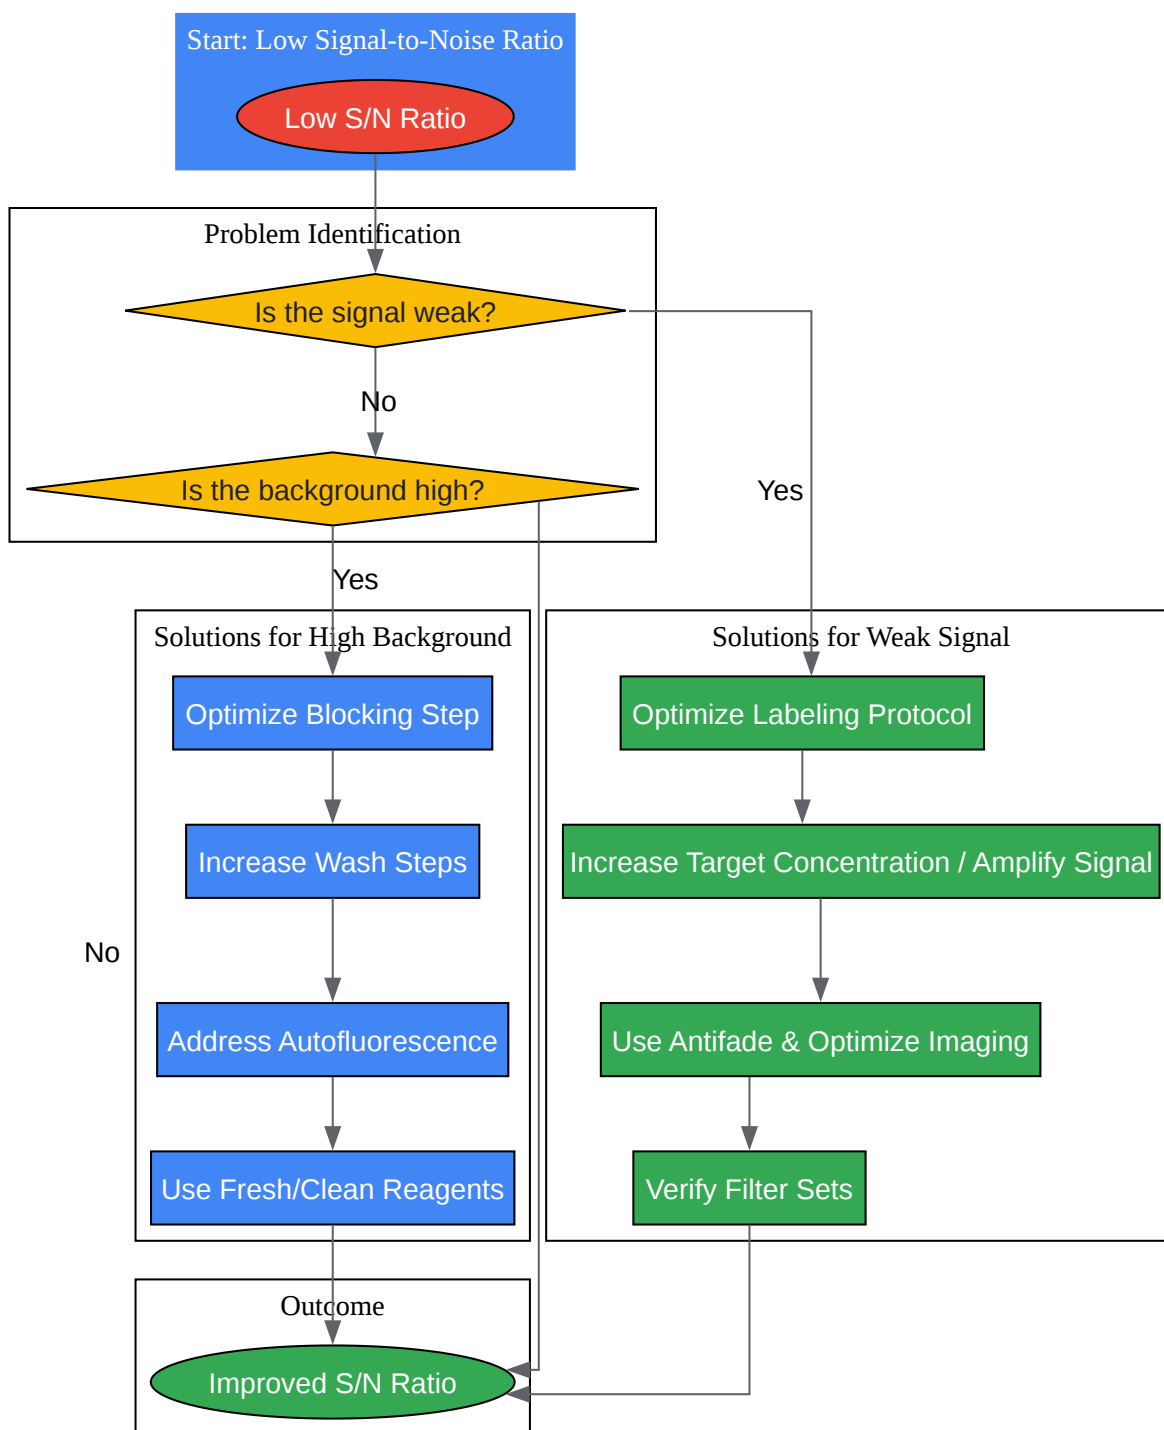 Start: Low Signal-to-Noise Ratio
Low S/N Ratio
Problem Identification
Is the signal weak?
No
Is the background high?
Yes
Yes
Solutions for High Background
Optimize Blocking Step
Increase Wash Steps
No
Address Autofluorescence
Use Fresh/Clean Reagents
Solutions for Weak Signal
Optimize Labeling Protocol
Increase Target Concentration / Amplify Signal
Use Antifade & Optimize Imaging
Verify Filter Sets
Outcome
Improved S/N Ratio